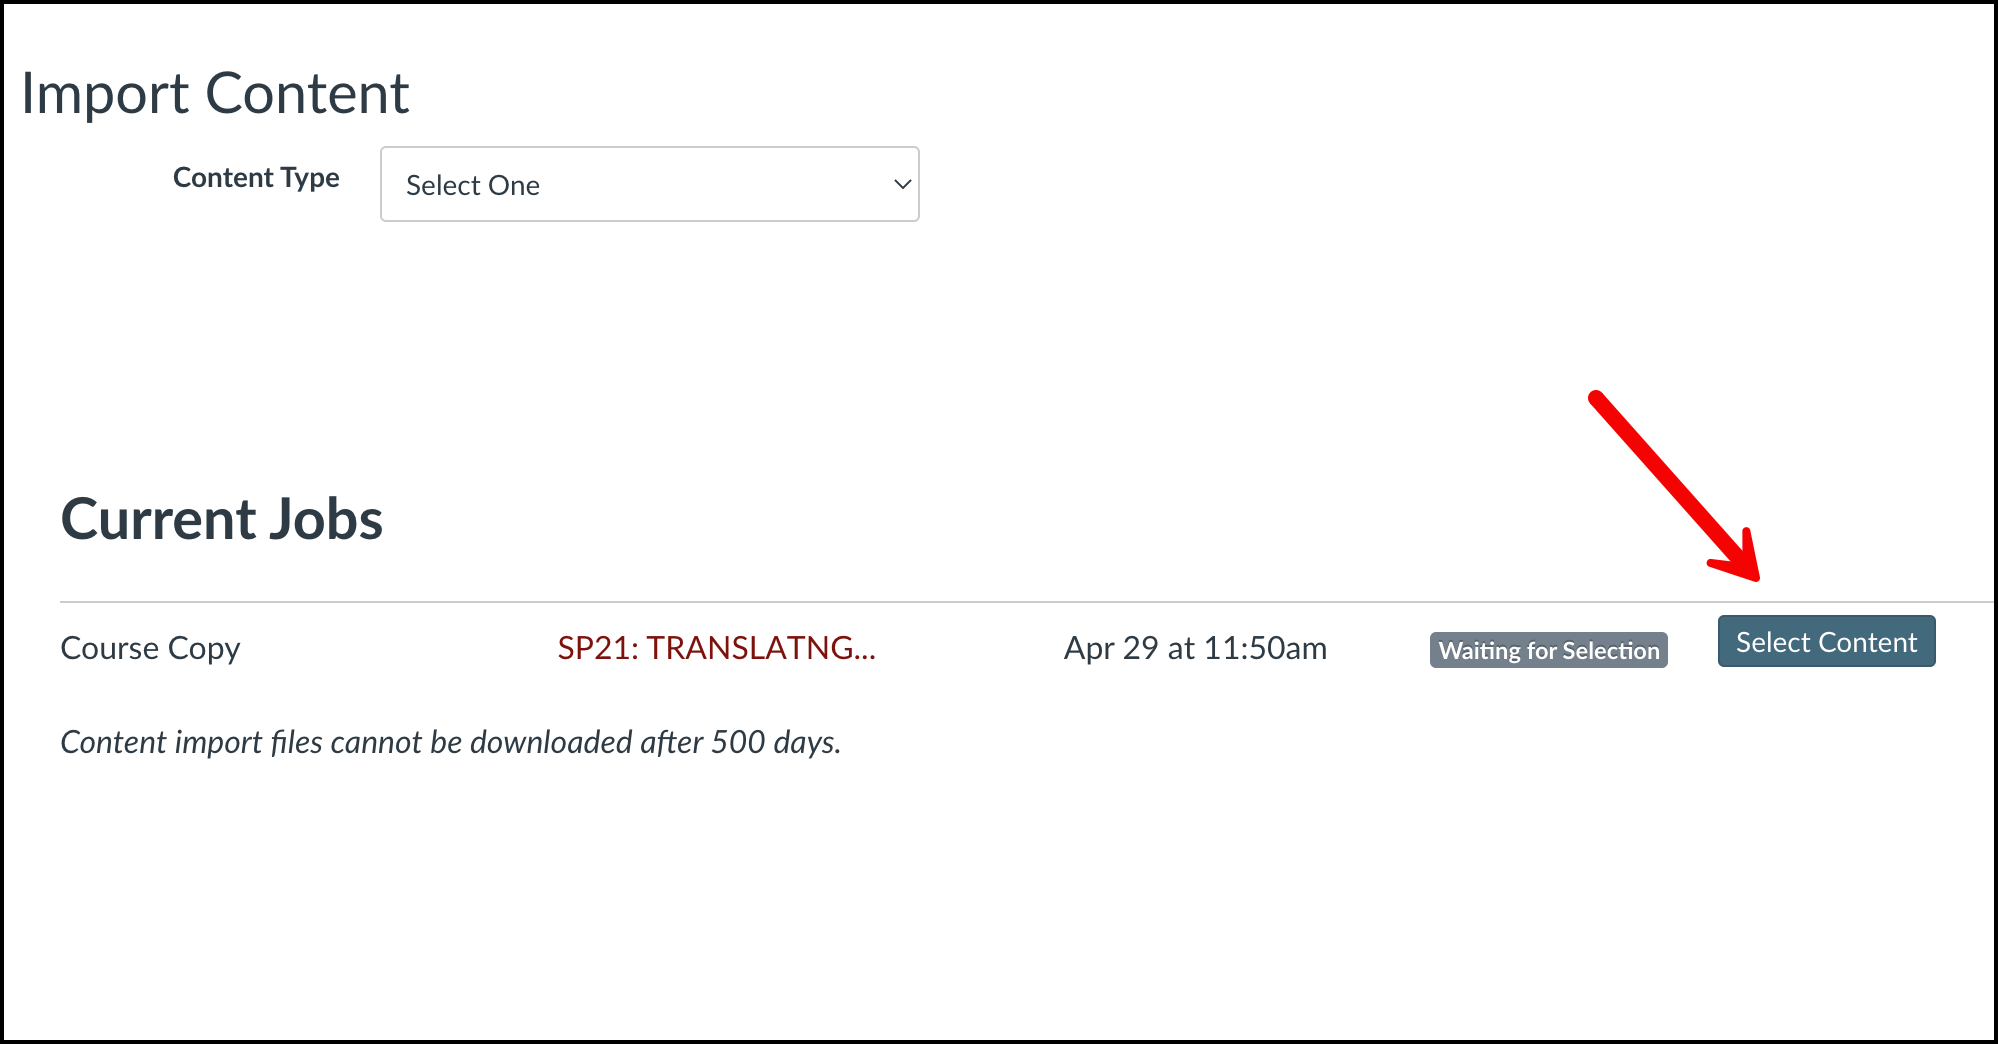 Import Content
Content Type
Select One
Current Jobs
Course Copy SP21: TRANSLATNG... Apr 29 at 11:50am Waiting for Selection Select Content
Content import files cannot be downloaded after 500 days.